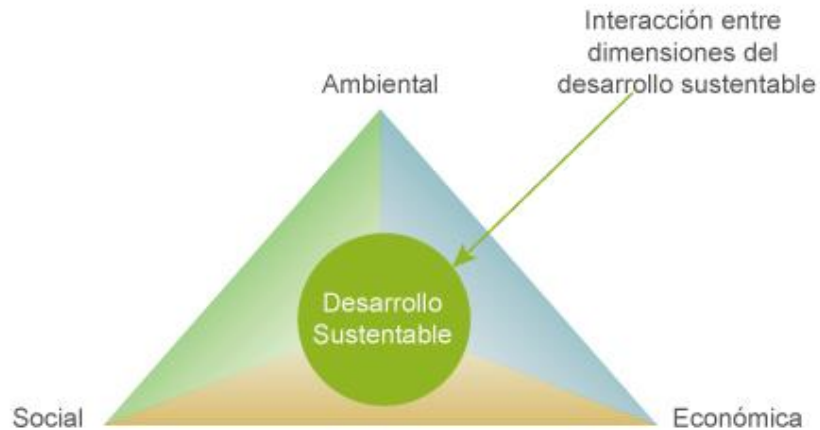 Interacción entre
dimensiones del
desarrollo sustentable
Ambiental
Desarrollo
Sustentable
Social
Económica